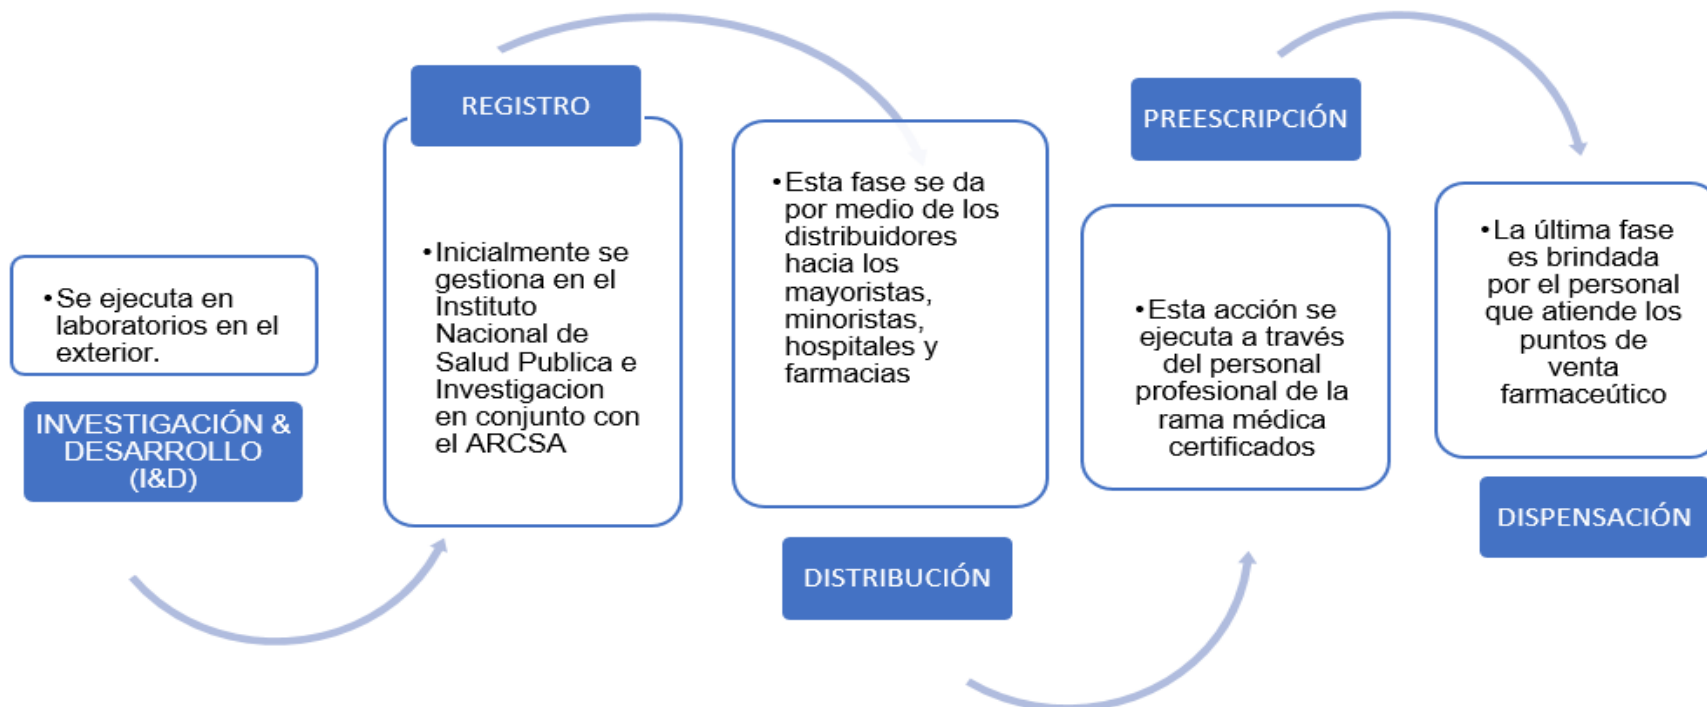 •Se ejecuta en
laboratorios en el
exterior.
INVESTIGACIÓN &
DESARROLLO
(I&D)
REGISTRO
•Inicialmente se
gestiona en el
Instituto
Nacional de
Salud Publica e
Investigacion
en conjunto con
el ARCSA
•Esta fase se da
por medio de los
distribuidores
hacia los
mayoristas,
minoristas,
hospitales y
farmacias
DISTRIBUCIÓN
PREESCRIPCIÓN
•Esta acción se
ejecuta a través
del personal
profesional de la
rama médica
certificados
•La última fase
es brindada
por el personal
que atiende los
puntos de
venta
farmaceútico
DISPENSACIÓN